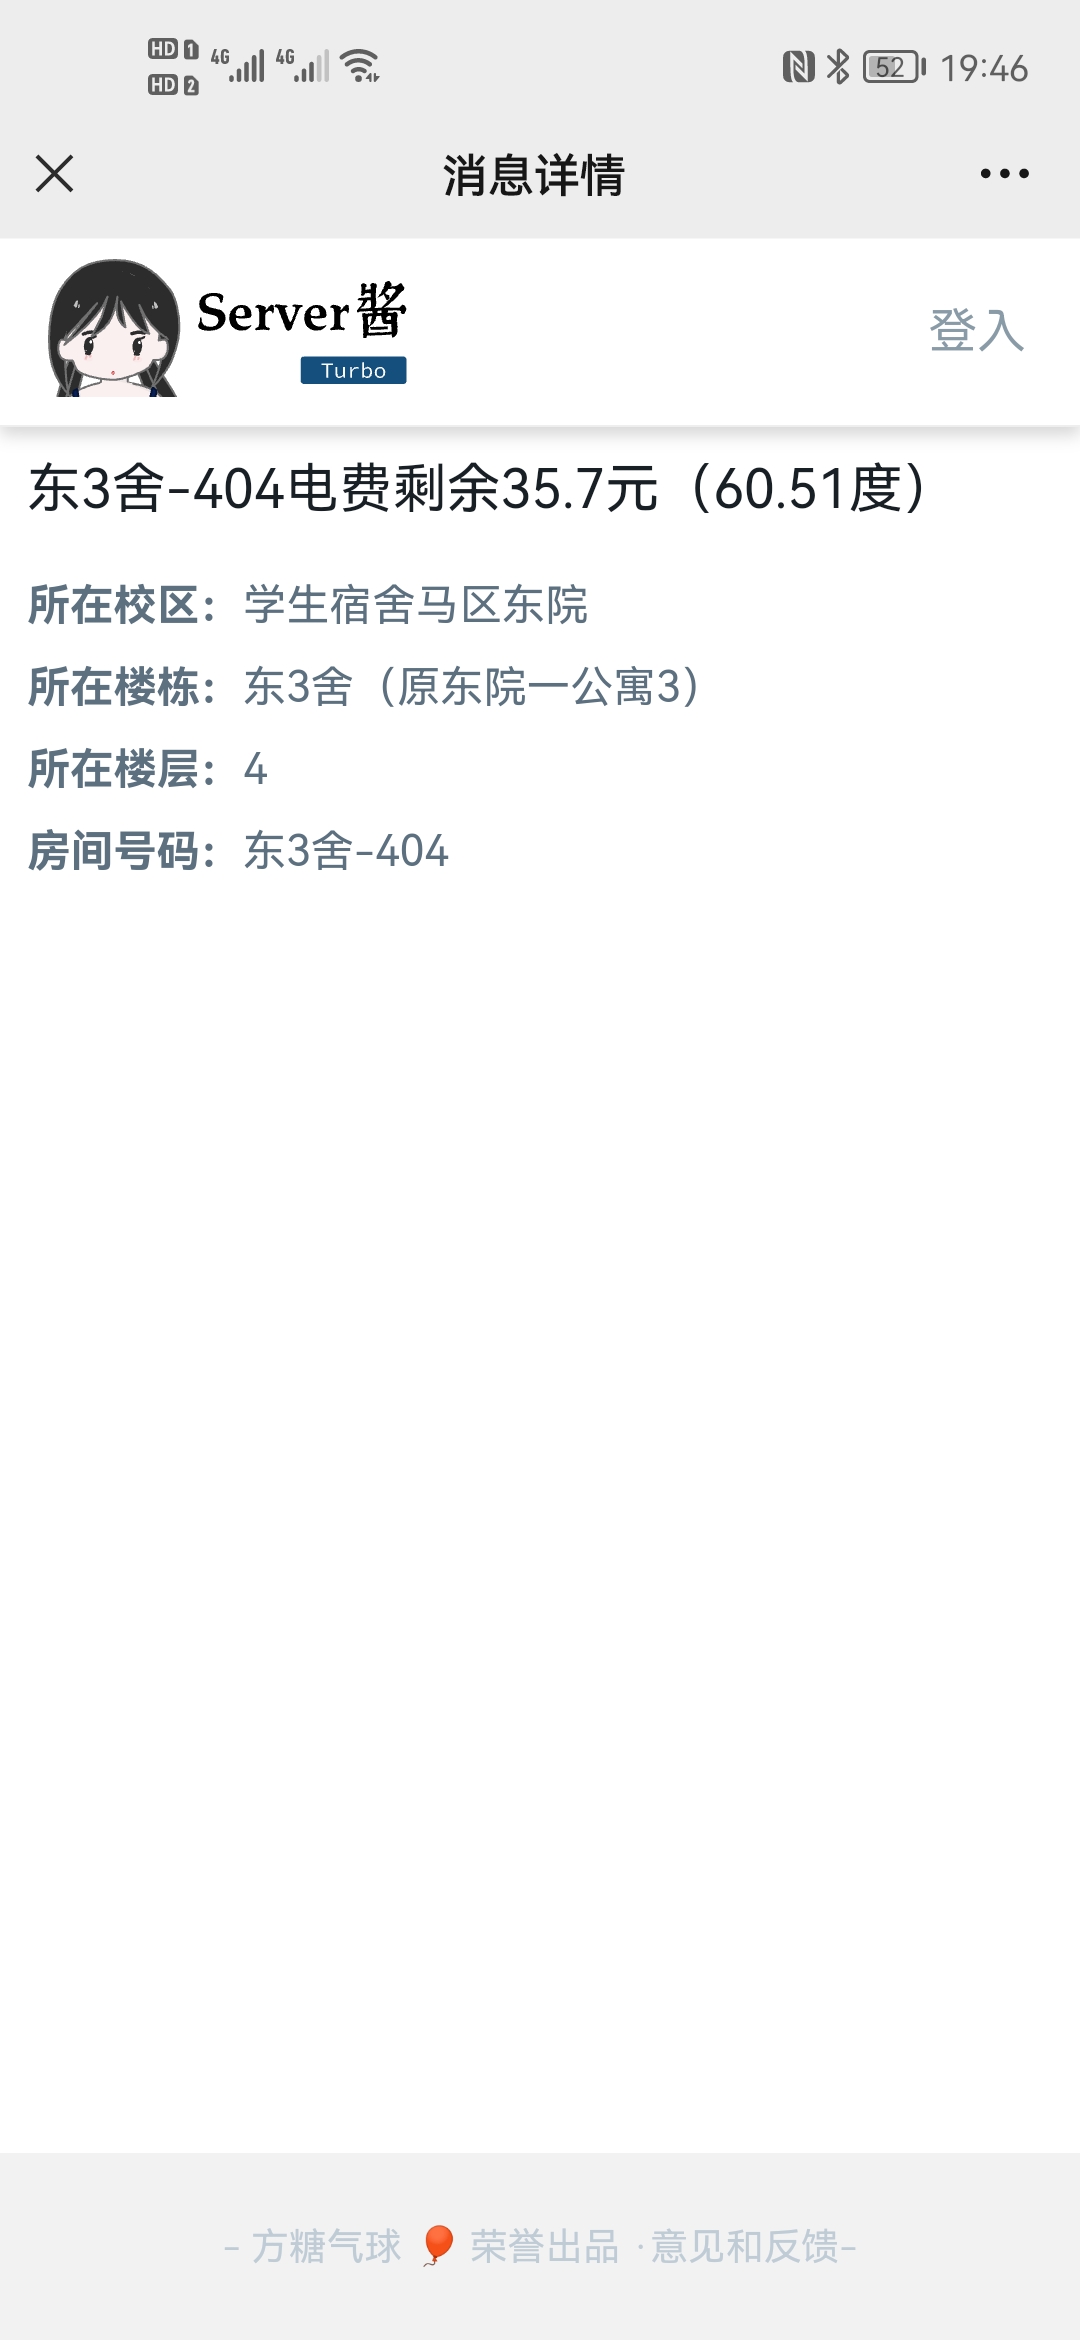 HD 1 4G 4G
HD 2
52 19:46
消息详情
Server酱
Turbo
登入
东3舍-404电费剩余35.7元（60.51度）
所在校区：学生宿舍马区东院
所在楼栋：东3舍（原东院一公寓3）
所在楼层：4
房间号码：东3舍-404
- 方糖气球 🎈 荣誉出品 ·意见和反馈-